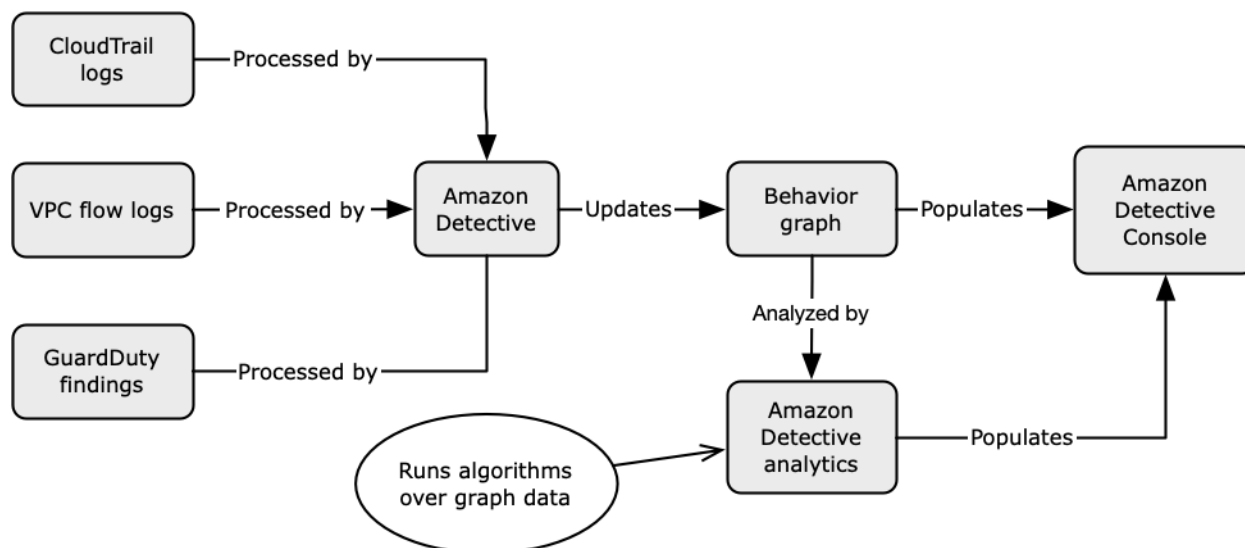 CloudTrail
logs
Processed by
VPC flow logs
Processed by
Amazon
Detective
Updates
Behavior
graph
Populates
Amazon
Detective
Console
Analyzed by
GuardDuty
findings
Processed by
Runs algorithms
over graph data
Amazon
Detective
analytics
Populates